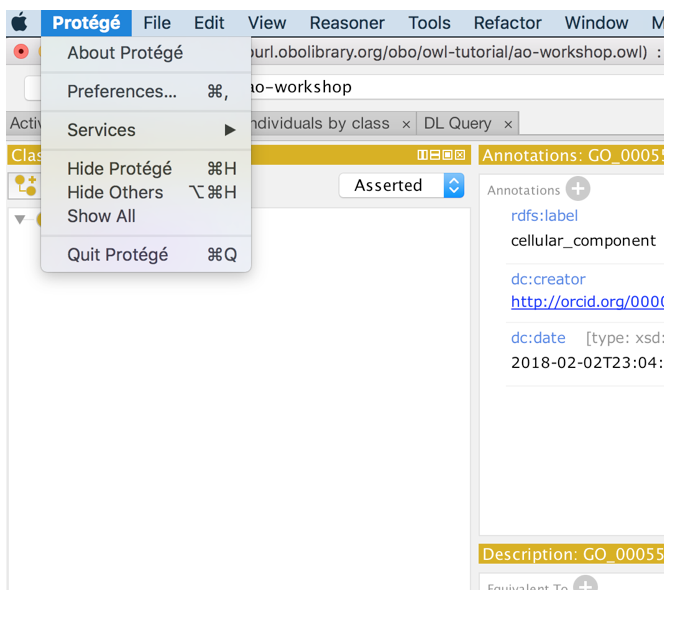 Protégé File Edit View Reasoner Tools Refactor Window M
About Protégé
Preferences... ⌘,
Services ▶
Hide Protégé ⌘H
Hide Others ⌥⌘H
Show All
Quit Protégé ⌘Q
purl.obolibrary.org/obo/owl-tutorial/ao-workshop.owl) :
ao-workshop
Activ
ndividuals by class × DL Query ×
Clas
Asserted
Annotations: GO_00055
Annotations
rdfs:label
cellular_component
dc:creator
http://orcid.org/0000
dc:date [type: xsd:
2018-02-02T23:04:
Description: GO_00055
Equivalent To